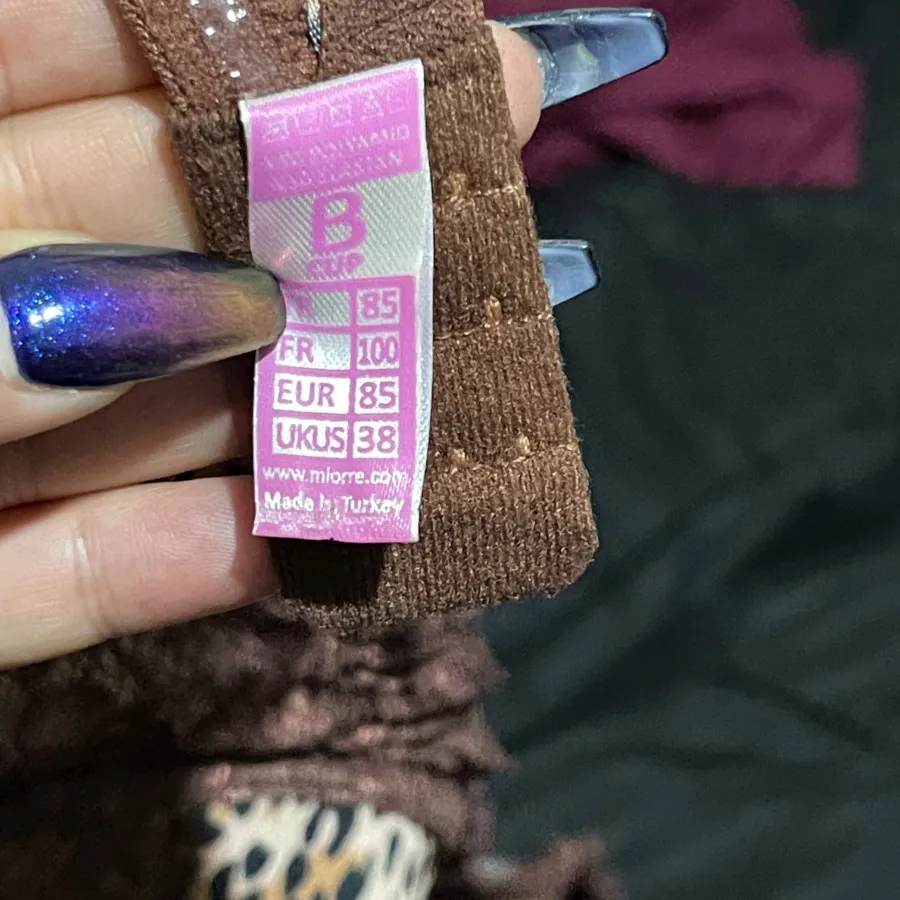 B
CUP
85
FR 100
EUR 85
UKUS 38
www.miorre.com
Made in Turkey